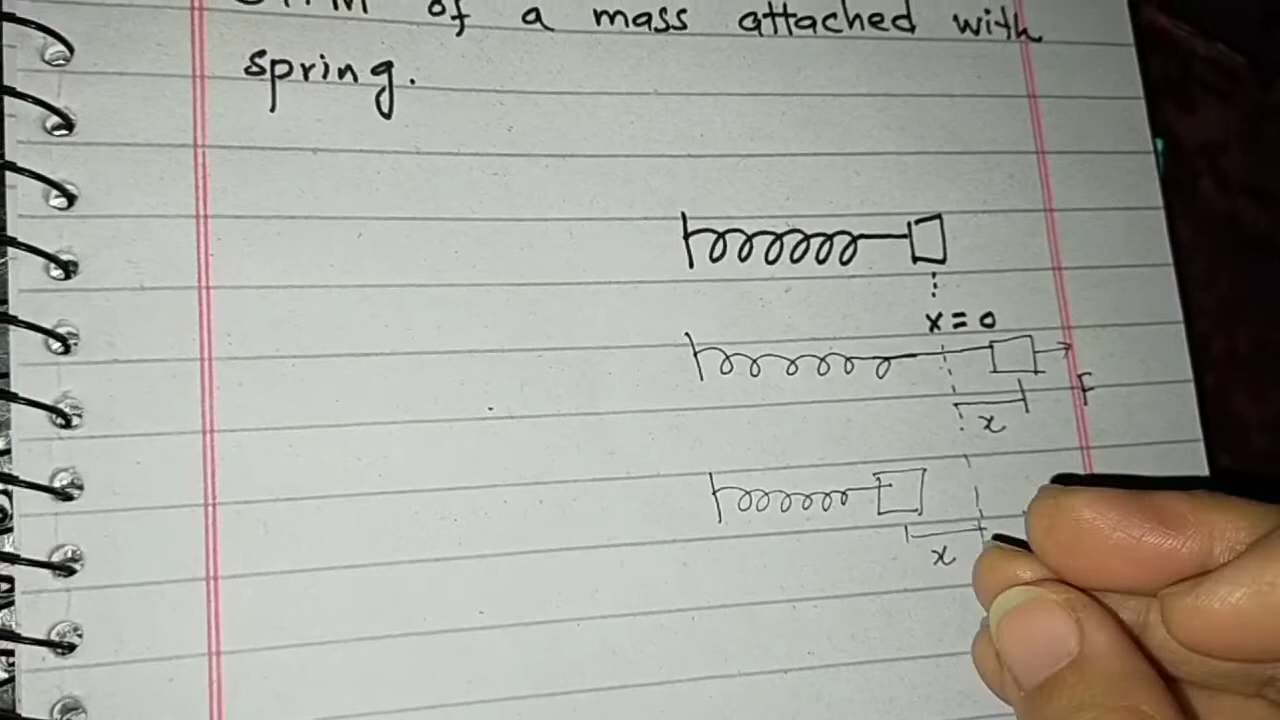 of a mass attached with
spring.
x = 0
F
x
x